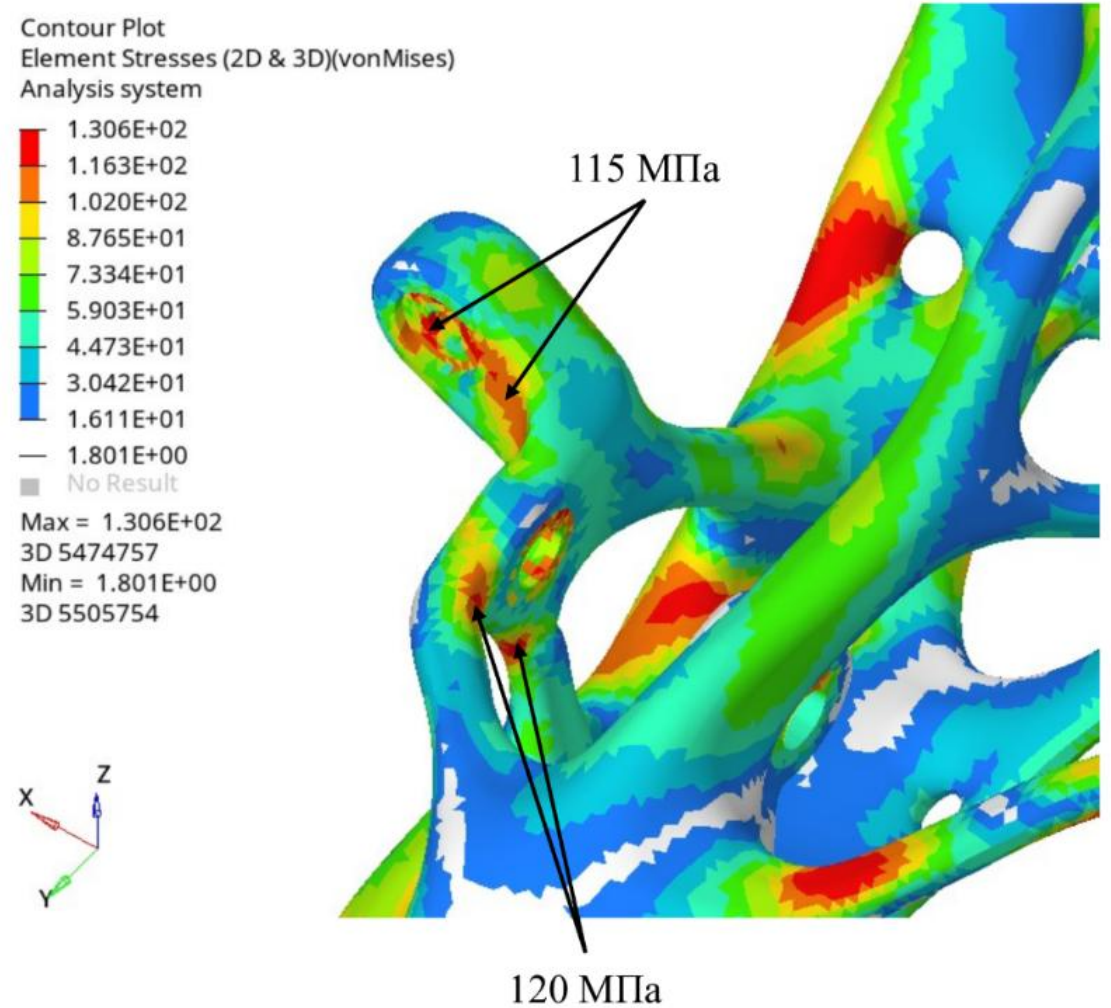 Contour Plot
Element Stresses (2D & 3D)(vonMises)
Analysis system
1.306E+02
1.163E+02
1.020E+02
8.765E+01
7.334E+01
5.903E+01
4.473E+01
3.042E+01
1.611E+01
1.801E+00
No Result
Max = 1.306E+02
3D 5474757
Min = 1.801E+00
3D 5505754
115 МПа
Z
X
Y
120 МПа